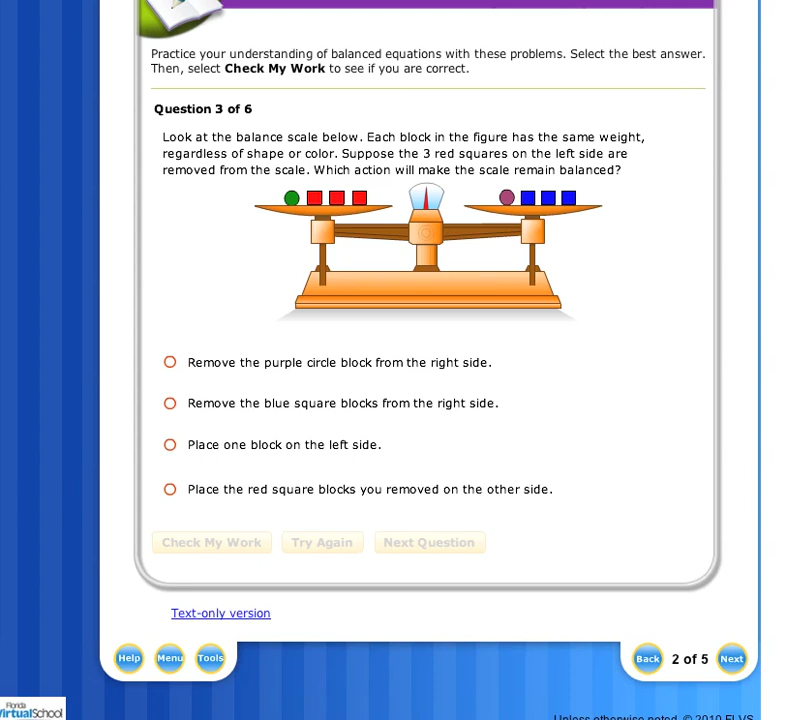 Practice your understanding of balanced equations with these problems. Select the best answer.
Then, select Check My Work to see if you are correct.
Question 3 of 6
Look at the balance scale below. Each block in the figure has the same weight,
regardless of shape or color. Suppose the 3 red squares on the left side are
removed from the scale. Which action will make the scale remain balanced?
Remove the purple circle block from the right side.
Remove the blue square blocks from the right side.
Place one block on the left side.
Place the red square blocks you removed on the other side.
Check My Work Try Again Next Question
Text-only version
Help Menu Tools Back 2 of 5 Next
Florida
VirtualSchool
Unless otherwise noted, © 2010 FLVS